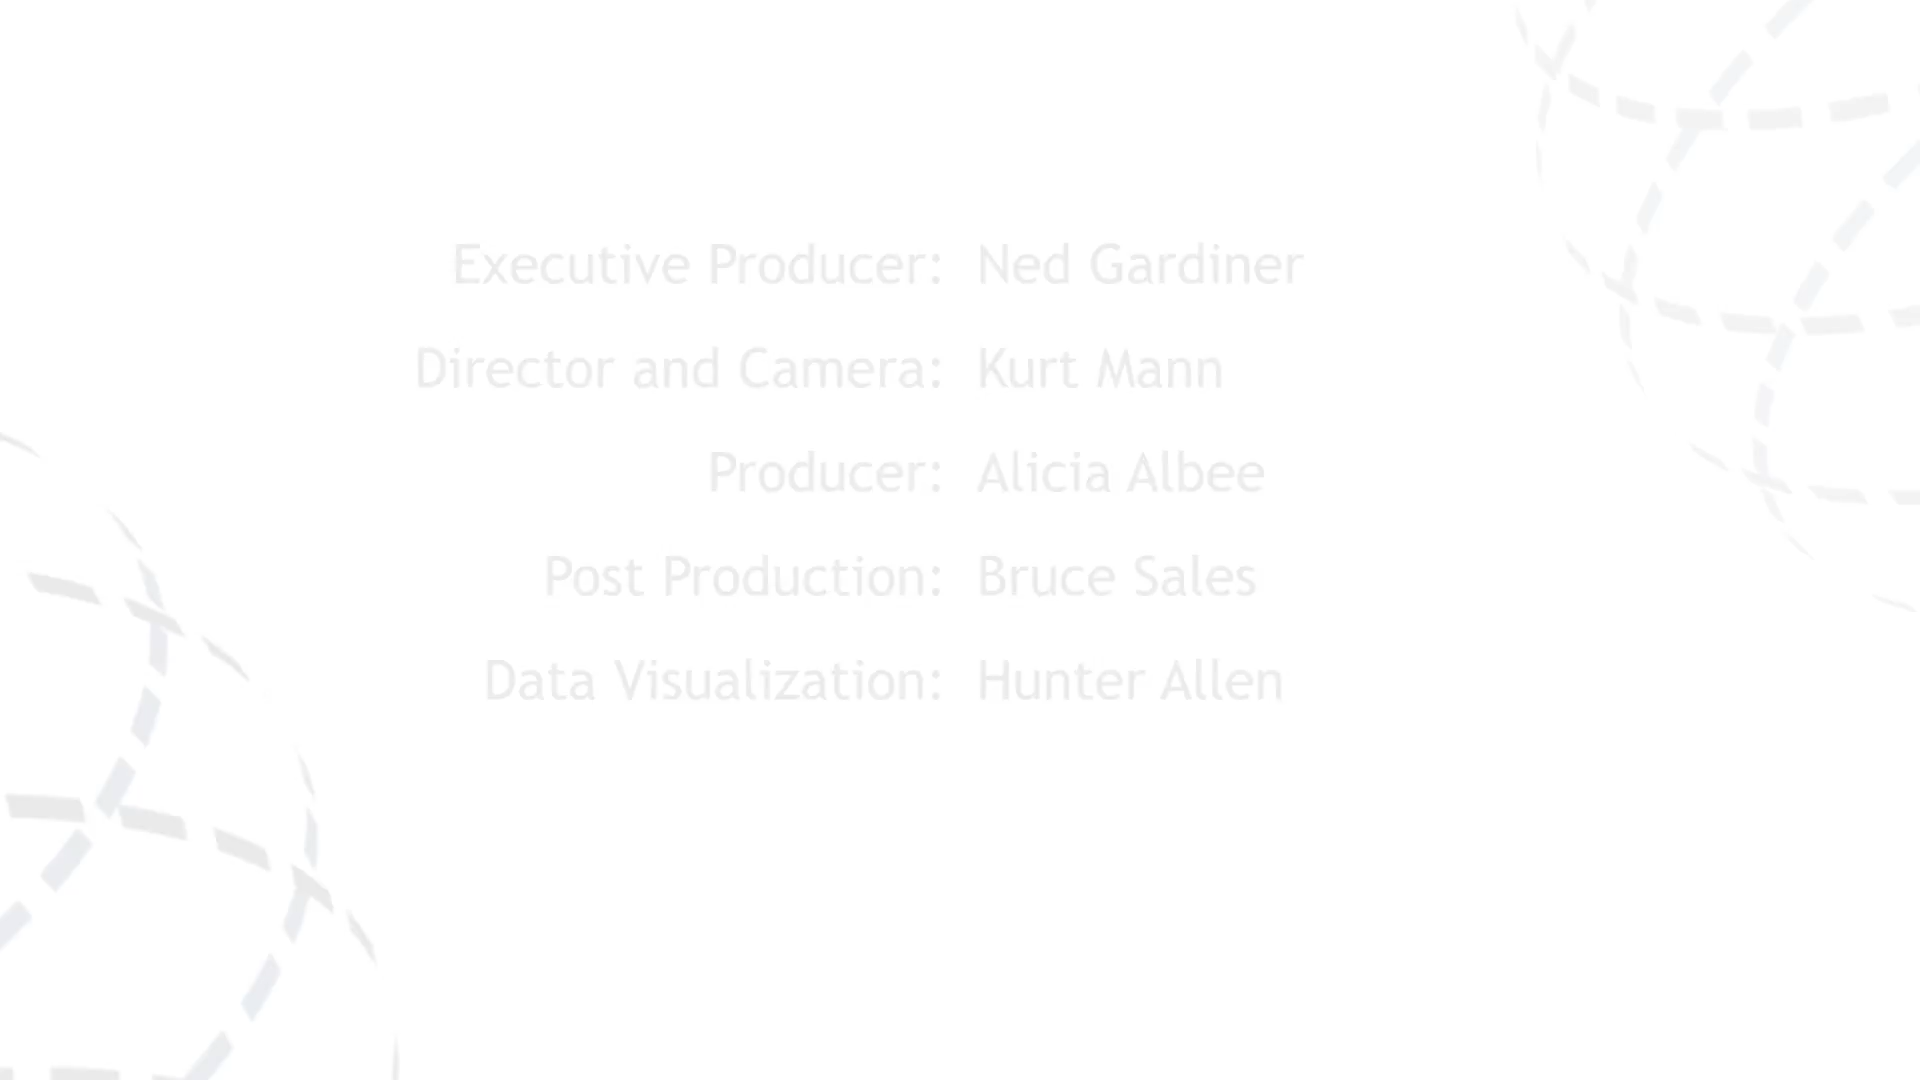 Executive Producer: Ned Gardiner
Director and Camera: Kurt Mann
Producer: Alicia Albee
Post Production: Bruce Sales
Data Visualization: Hunter Allen